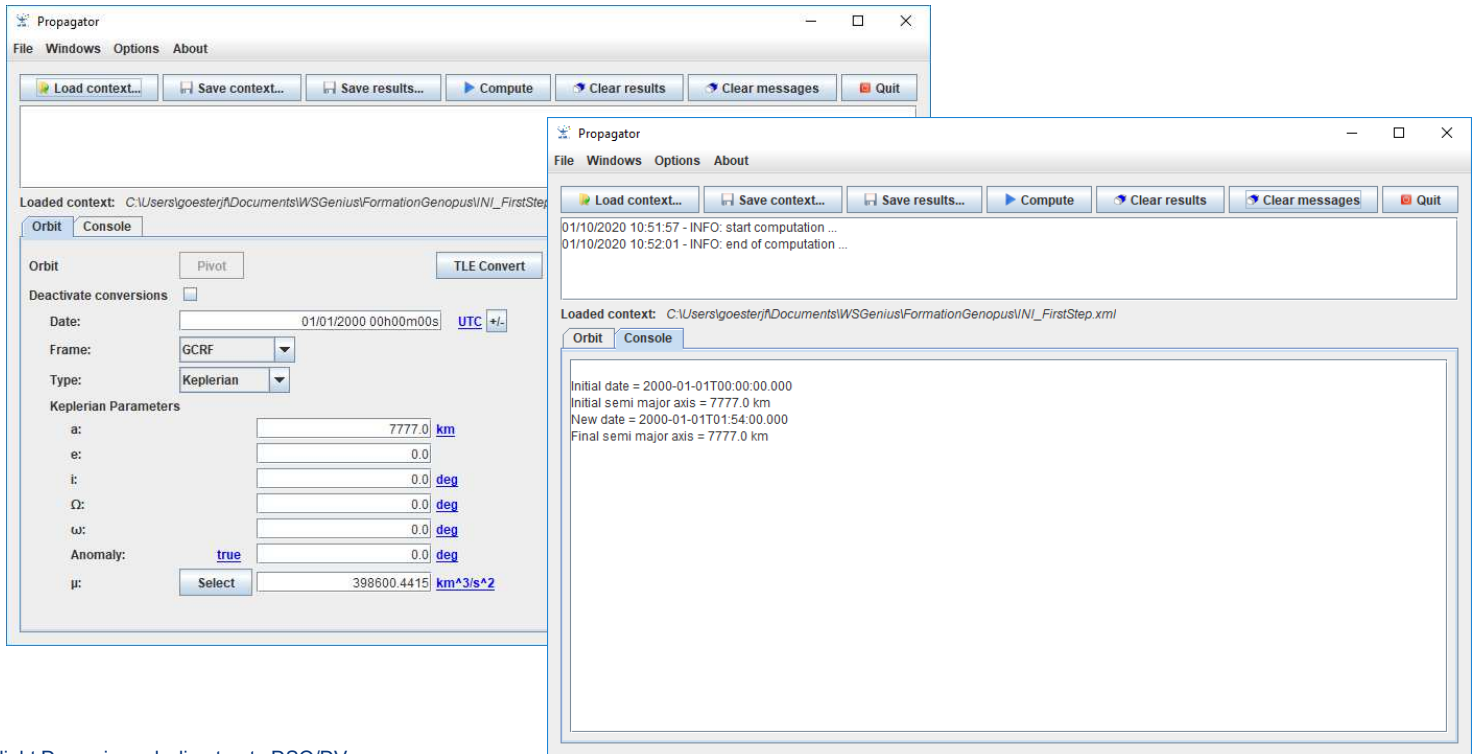 Propagator
File Windows Options About
Load context... Save context... Save results... Compute Clear results Clear messages Quit
Loaded context: C:\Users\goesterjf\Documents\WSGenius\FormationGenopus\INI_FirstStep
Orbit Console
Orbit Pivot TLE Convert
Deactivate conversions
Date: 01/01/2000 00h00m00s UTC +/-
Frame: GCRF
Type: Keplerian
Keplerian Parameters
a: 7777.0 km
e: 0.0
i: 0.0 deg
Ω: 0.0 deg
ω: 0.0 deg
Anomaly: true 0.0 deg
μ: Select 398600.4415 km^3/s^2
Propagator
File Windows Options About
Load context... Save context... Save results... Compute Clear results Clear messages Quit
01/10/2020 10:51:57 - INFO: start computation ...
01/10/2020 10:52:01 - INFO: end of computation ...
Loaded context: C:\Users\goesterjf\Documents\WSGenius\FormationGenopus\INI_FirstStep.xml
Orbit Console
Initial date = 2000-01-01T00:00:00.000
Initial semi major axis = 7777.0 km
New date = 2000-01-01T01:54:00.000
Final semi major axis = 7777.0 km